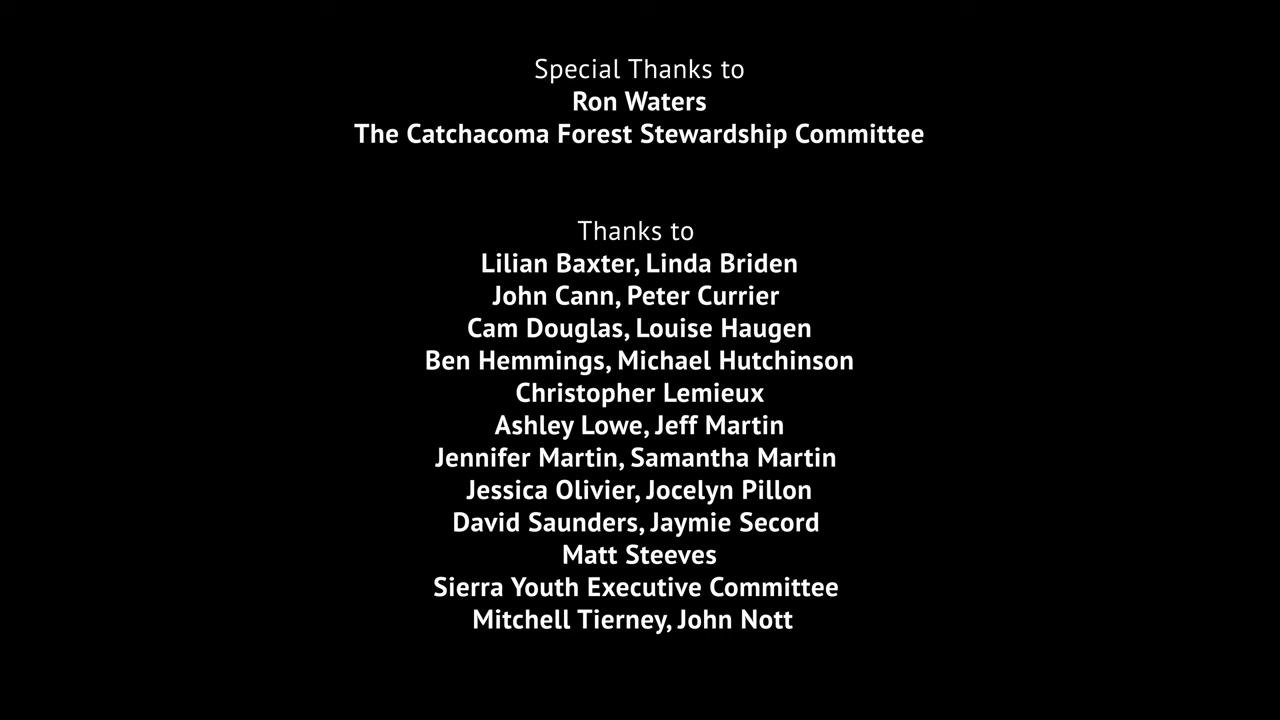 Special Thanks to
Ron Waters
The Catchacoma Forest Stewardship Committee
Thanks to
Lilian Baxter, Linda Briden
John Cann, Peter Currier
Cam Douglas, Louise Haugen
Ben Hemmings, Michael Hutchinson
Christopher Lemieux
Ashley Lowe, Jeff Martin
Jennifer Martin, Samantha Martin
Jessica Olivier, Jocelyn Pillon
David Saunders, Jaymie Secord
Matt Steeves
Sierra Youth Executive Committee
Mitchell Tierney, John Nott